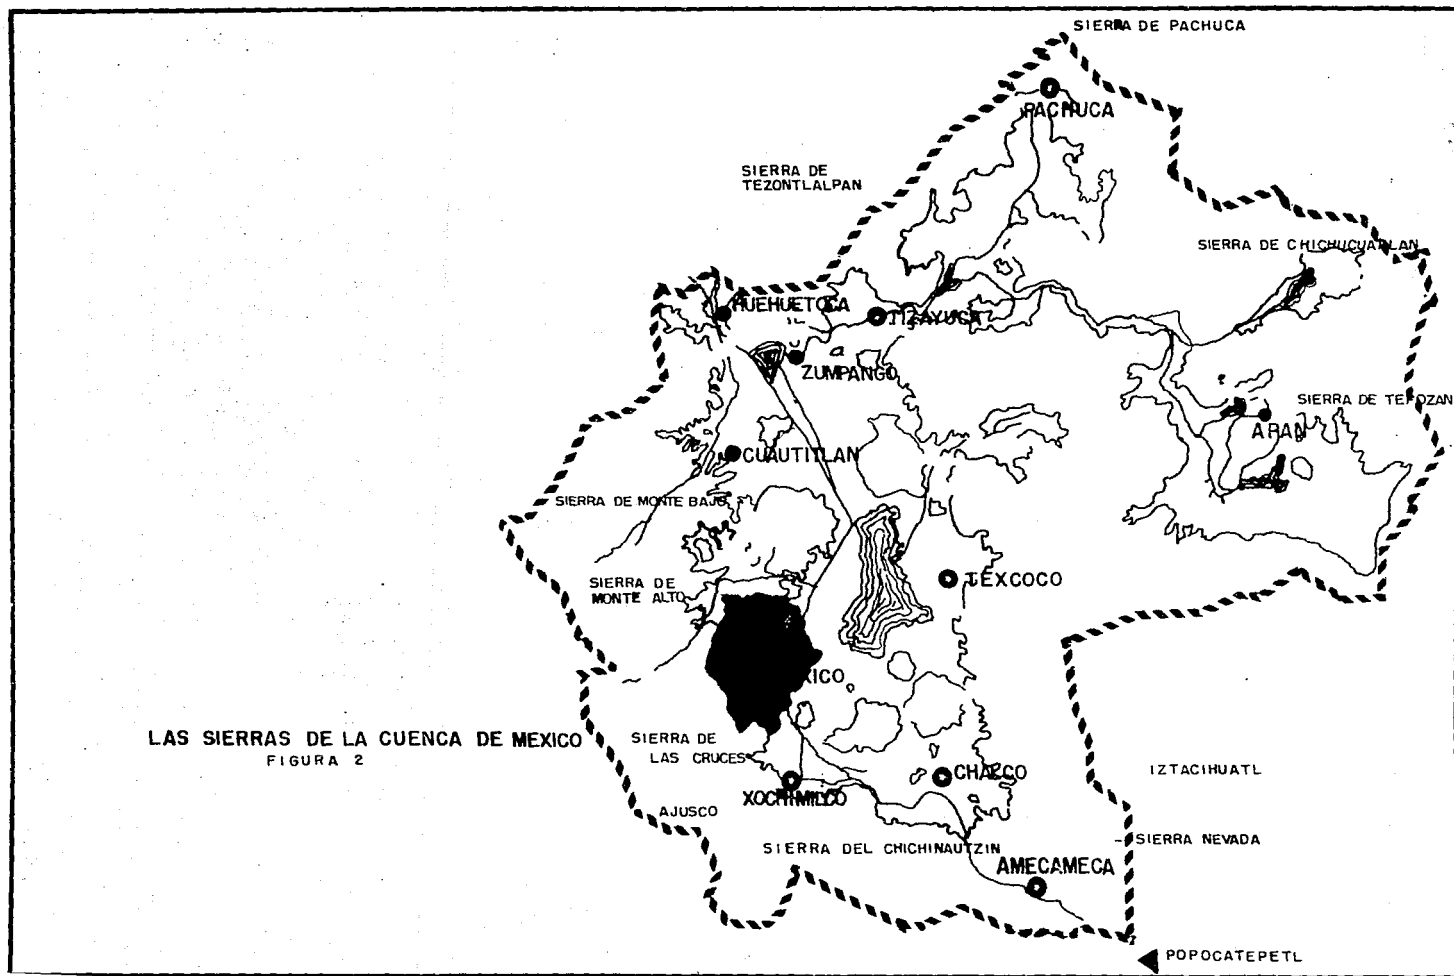 SIERRA DE PACHUCA
PACHUCA
SIERRA DE
TEZONTLALPAN
SIERRA DE CHICHUCUATLAN
HUEHUETOCA
TIZAYUCA
ZUMPANGO
SIERRA DE TEPOZAN
APAN
CUAUTITLAN
SIERRA DE MONTE BAJO
SIERRA DE
MONTE ALTO
TEXCOCO
XICO
LAS SIERRAS DE LA CUENCA DE MEXICO
FIGURA 2
SIERRA DE
LAS CRUCES
XOCHIMILCO
CHALCO
IZTACIHUATL
AJUSCO
SIERRA DEL CHICHINAUTZIN
SIERRA NEVADA
AMECAMECA
POPOCATEPETL